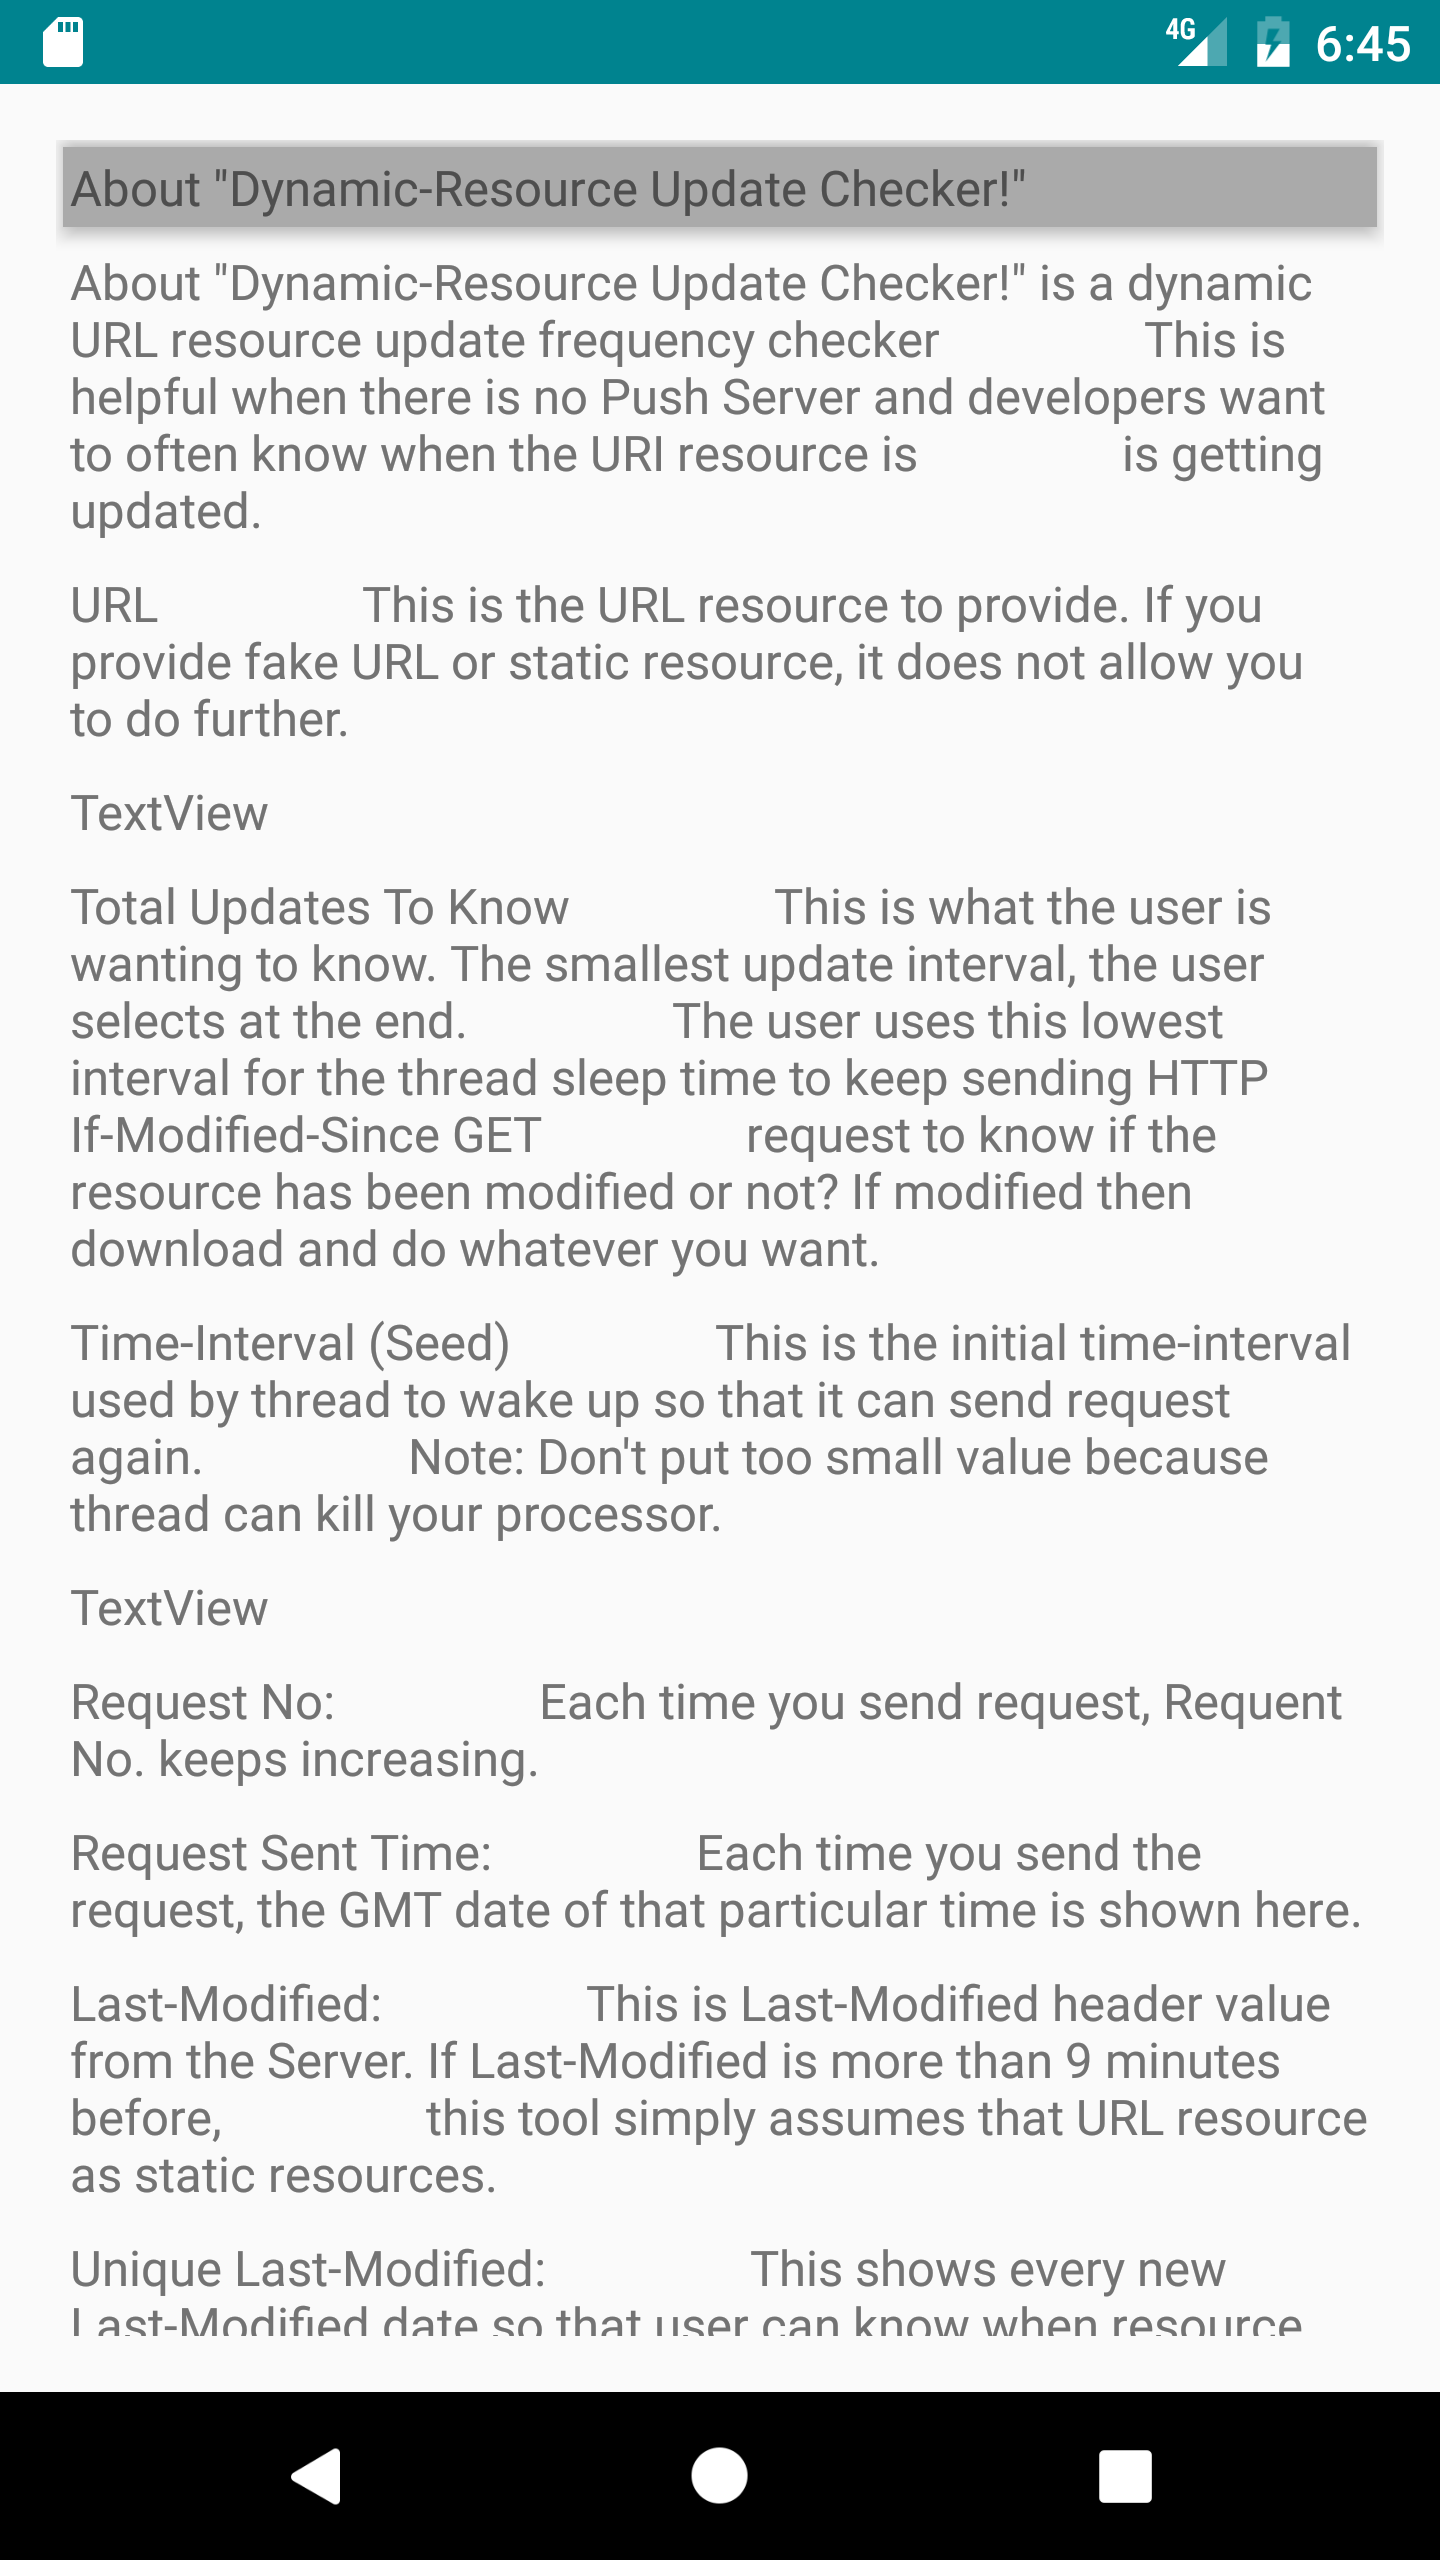 4G 6:45
About "Dynamic-Resource Update Checker!"
About "Dynamic-Resource Update Checker!" is a dynamic
URL resource update frequency checker This is
helpful when there is no Push Server and developers want
to often know when the URI resource is is getting
updated.
URL This is the URL resource to provide. If you
provide fake URL or static resource, it does not allow you
to do further.
TextView
Total Updates To Know This is what the user is
wanting to know. The smallest update interval, the user
selects at the end. The user uses this lowest
interval for the thread sleep time to keep sending HTTP
If-Modified-Since GET request to know if the
resource has been modified or not? If modified then
download and do whatever you want.
Time-Interval (Seed) This is the initial time-interval
used by thread to wake up so that it can send request
again. Note: Don't put too small value because
thread can kill your processor.
TextView
Request No: Each time you send request, Requent
No. keeps increasing.
Request Sent Time: Each time you send the
request, the GMT date of that particular time is shown here.
Last-Modified: This is Last-Modified header value
from the Server. If Last-Modified is more than 9 minutes
before, this tool simply assumes that URL resource
as static resources.
Unique Last-Modified: This shows every new
Last-Modified date so that user can know when resource